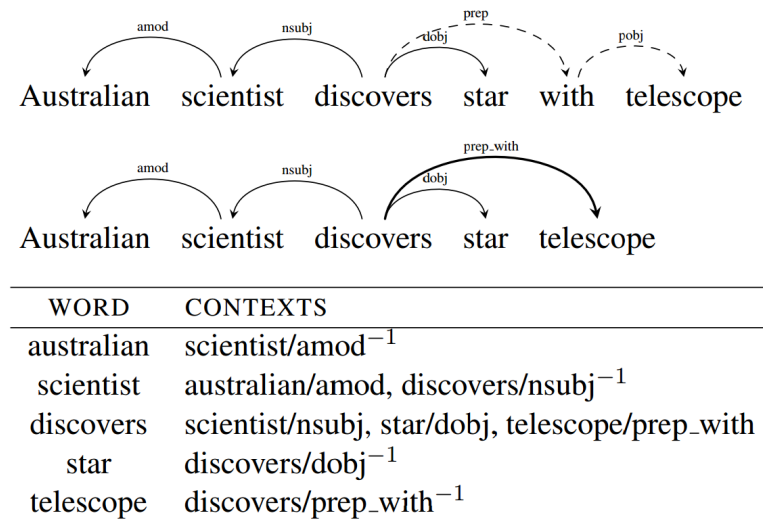 amod nsubj dobj prep pobj
Australian scientist discovers star with telescope
amod nsubj dobj prep_with
Australian scientist discovers star telescope
WORD CONTEXTS
australian scientist/amod⁻¹
scientist australian/amod, discovers/nsubj⁻¹
discovers scientist/nsubj, star/dobj, telescope/prep_with
star discovers/dobj⁻¹
telescope discovers/prep_with⁻¹